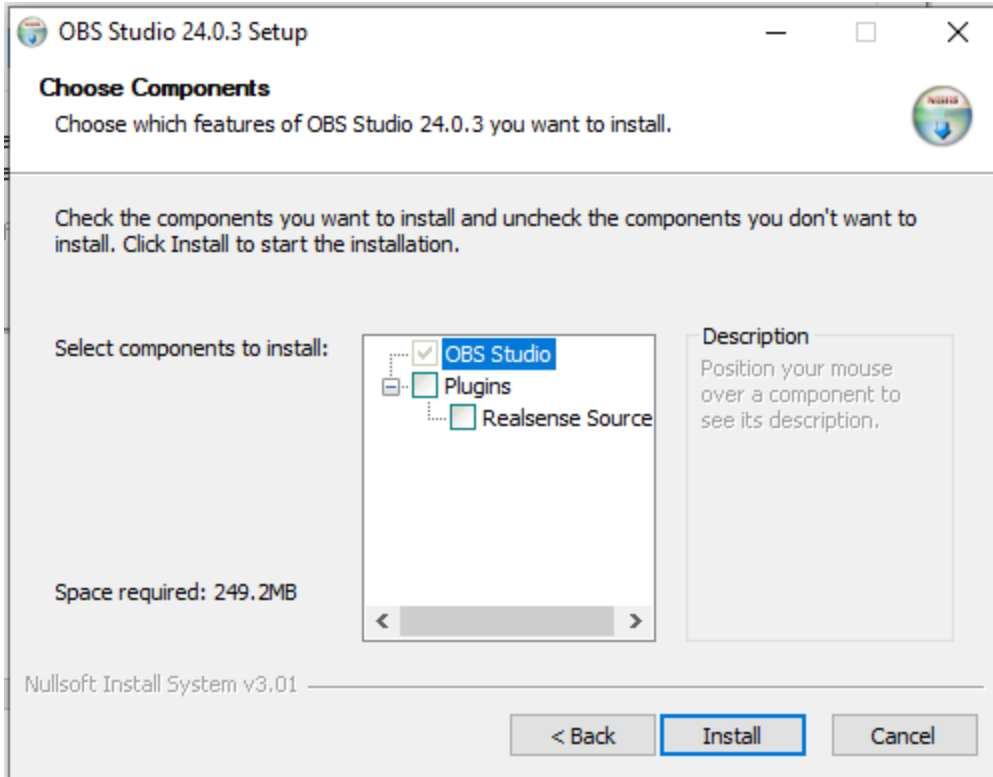 OBS Studio 24.0.3 Setup
Choose Components
Choose which features of OBS Studio 24.0.3 you want to install.
Check the components you want to install and uncheck the components you don't want to
install. Click Install to start the installation.
Select components to install:
OBS Studio
Plugins
Realsense Source
Description
Position your mouse
over a component to
see its description.
Space required: 249.2MB
Nullsoft Install System v3.01
< Back
Install
Cancel